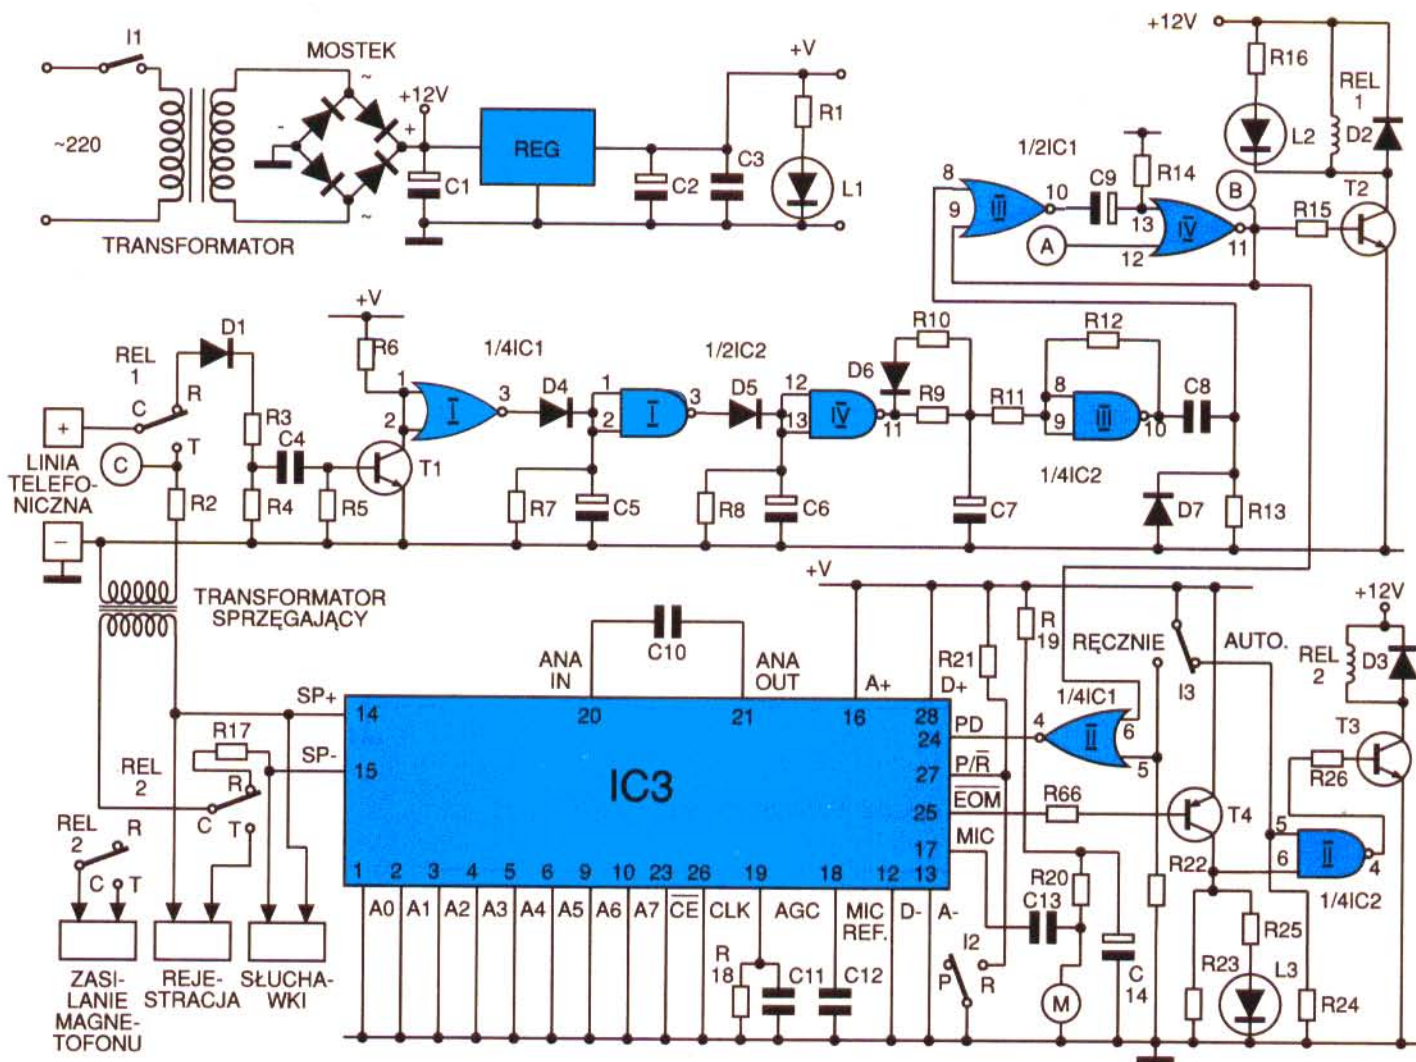 I1
MOSTEK
~
+12V
+V
R1
-
+
~220
REG
C1
C2
C3
L1
~
TRANSFORMATOR
+12V
R16
REL
1
L2
D2
1/2IC1
R14
8
9
III
10
C9
13
IV
12
11
A
B
R15
T2
+V
R6
REL
1
D1
R
C
T
+
C
LINIA
TELEFO-
NICZNA
–
R2
R3
C4
R4
R5
1
2
I
3
1/4IC1
T1
D4
1
2
I
3
R7
C5
1/2IC2
D5
12
13
IV
11
R8
C6
D6
R10
R9
C7
R11
R12
8
9
III
10
1/4IC2
C8
D7
R13
TRANSFORMATOR
SPRZĘGAJĄCY
C10
ANA
IN
ANA
OUT
+V
A+
D+
R21
R
19
RĘCZNIE
AUTO.
I3
+12V
REL
2
D3
SP+
14
20
21
16
28
24
PD
4
1/4IC1
II
6
5
R17
SP-
15
IC3
27
P/R̅
25
E̅O̅M̅
R66
T4
T3
R26
REL
2
R
C
T
17
MIC
5
6
II
4
1/4IC2
R22
REL
2
R
C
T
1
2
3
4
5
6
9
10
23
26
19
18
12
13
A0
A1
A2
A3
A4
A5
A6
A7
C̅E̅
CLK
AGC
MIC
REF.
D-
A-
R20
C13
C
14
I2
P
R
M
R
18
C11
C12
R25
R23
L3
R24
ZASI-
LANIE
MAGNE-
TOFONU
REJE-
STRACJA
SŁUCHA-
WKI